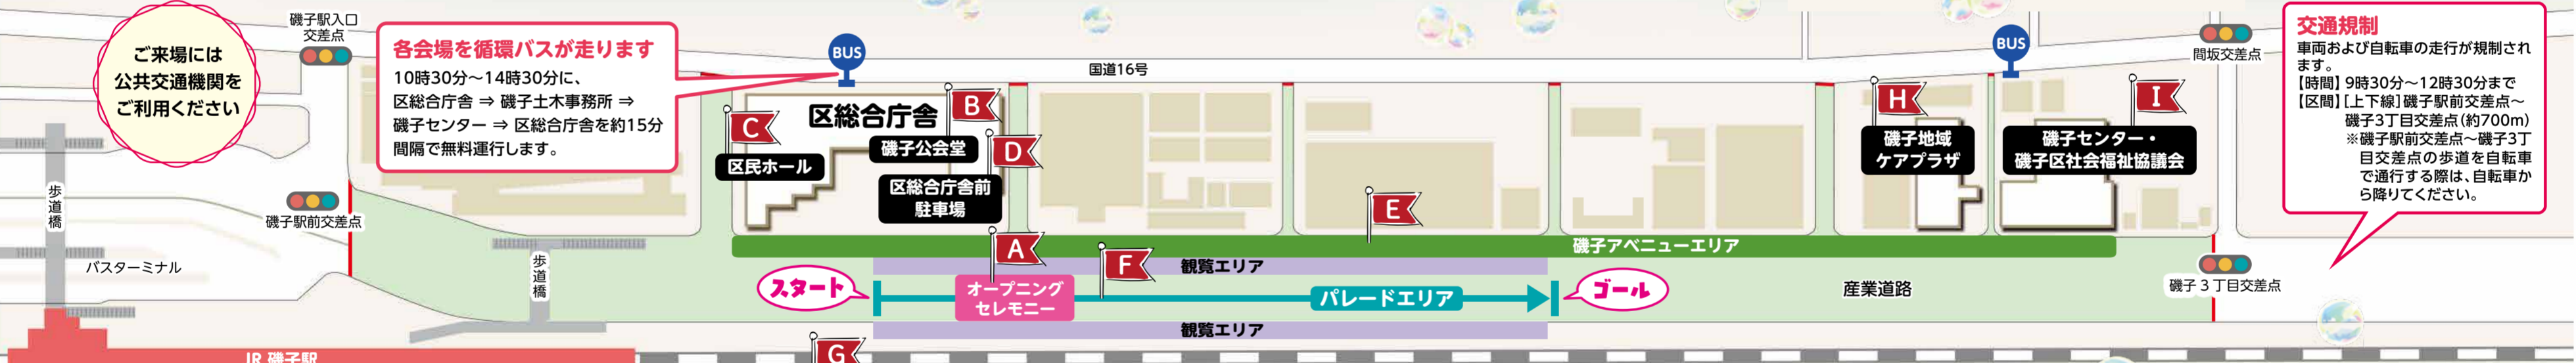 ご来場には
公共交通機関を
ご利用ください
磯子駅入口
交差点
各会場を循環バスが走ります
10時30分～14時30分に、
区総合庁舎 ⇒ 磯子土木事務所 ⇒
磯子センター ⇒ 区総合庁舎を約15分
間隔で無料運行します。
BUS
国道16号
BUS
間坂交差点
交通規制
車両および自転車の走行が規制され
ます。
【時間】9時30分～12時30分まで
【区間】[上下線]磯子駅前交差点～
磯子3丁目交差点(約700m)
※磯子駅前交差点～磯子3丁
目交差点の歩道を自転車
で通行する際は、自転車か
ら降りてください。
区総合庁舎
B
磯子公会堂
C
区民ホール
D
区総合庁舎前
駐車場
H
磯子地域
ケアプラザ
I
磯子センター・
磯子区社会福祉協議会
歩道橋
磯子駅前交差点
バスターミナル
歩道橋
E
磯子アベニューエリア
A
F
観覧エリア
スタート
オープニング
セレモニー
パレードエリア
ゴール
産業道路
磯子３丁目交差点
観覧エリア
G
JR 磯子駅